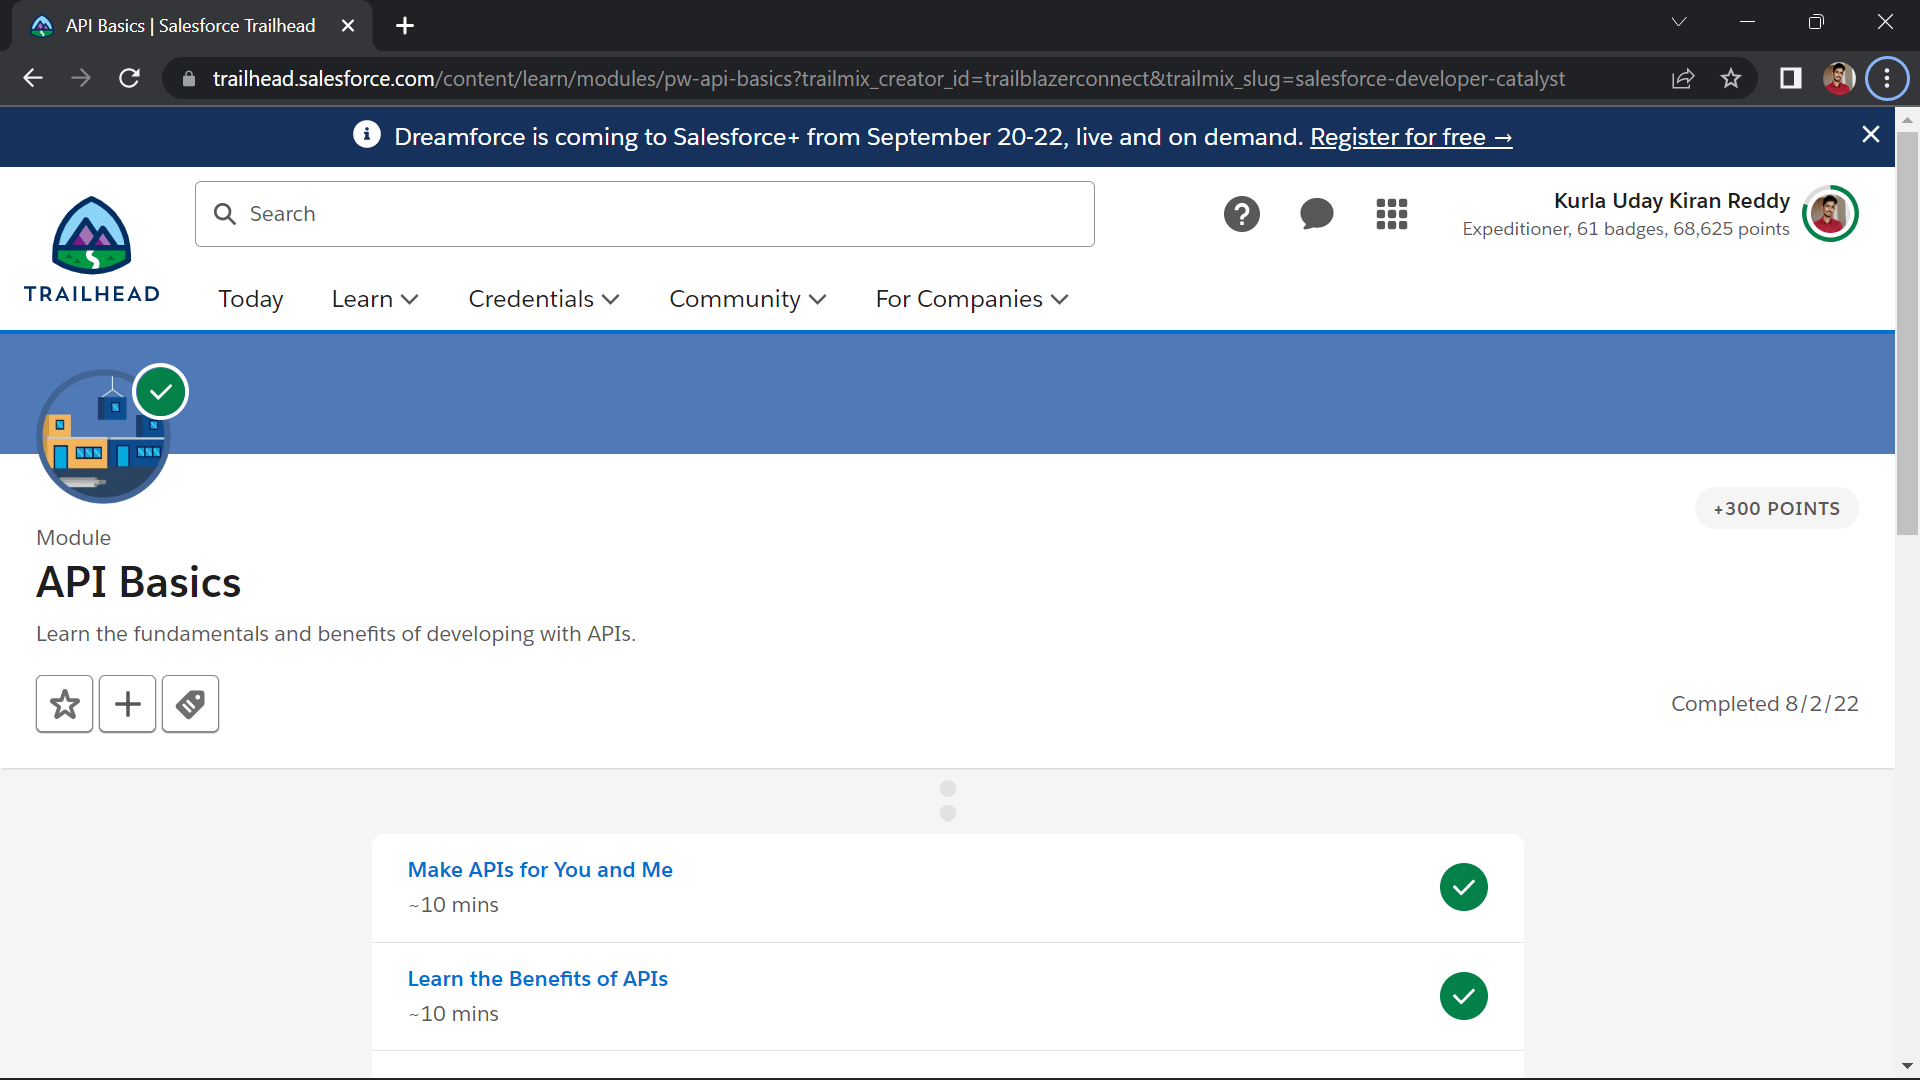 API Basics | Salesforce Trailhead
trailhead.salesforce.com/content/learn/modules/pw-api-basics?trailmix_creator_id=trailblazerconnect&trailmix_slug=salesforce-developer-catalyst
Dreamforce is coming to Salesforce+ from September 20-22, live and on demand. Register for free →
Search
Kurla Uday Kiran Reddy
Expeditioner, 61 badges, 68,625 points
TRAILHEAD
Today Learn Credentials Community For Companies
+300 POINTS
Module
API Basics
Learn the fundamentals and benefits of developing with APIs.
Completed 8/2/22
Make APIs for You and Me
~10 mins
Learn the Benefits of APIs
~10 mins